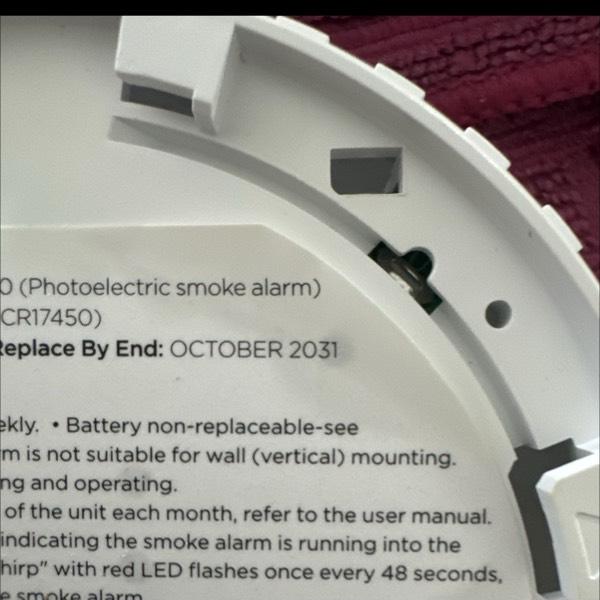 0 (Photoelectric smoke alarm)
CR17450)
Replace By End: OCTOBER 2031
ekly. • Battery non-replaceable-see
m is not suitable for wall (vertical) mounting.
ng and operating.
of the unit each month, refer to the user manual.
indicating the smoke alarm is running into the
hirp" with red LED flashes once every 48 seconds,
e smoke alarm